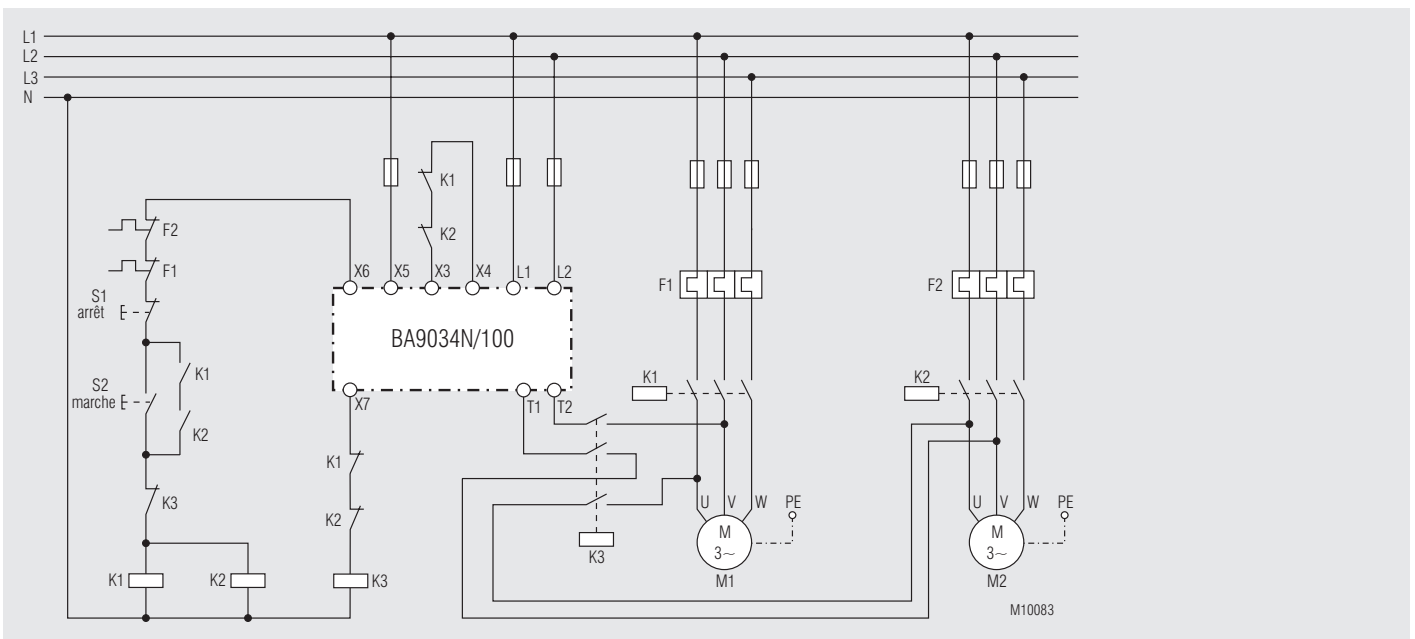 L1
L2
L3
N
K1
K2
F2
F1
S1
arrêt
S2
marche
K1
K2
K3
K1
K2
X6 X5 X3 X4 L1 L2
BA9034N/100
X7 T1 T2
K1
K2
K3
K3
F1
K1
U V W PE
M
3~
M1
F2
K2
U V W PE
M
3~
M2
M10083